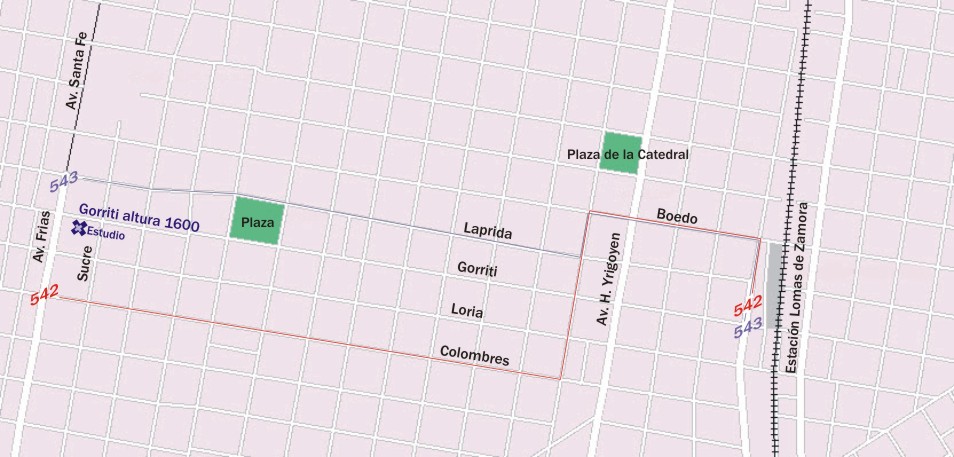 Av. Santa Fe
Plaza de la Catedral
543
Gorriti altura 1600
Estudio
Plaza
Av. Frias
Sucre
Laprida
Boedo
Gorriti
Av. H. Yrigoyen
Estación Lomas de Zamora
542
Loria
542
543
Colombres